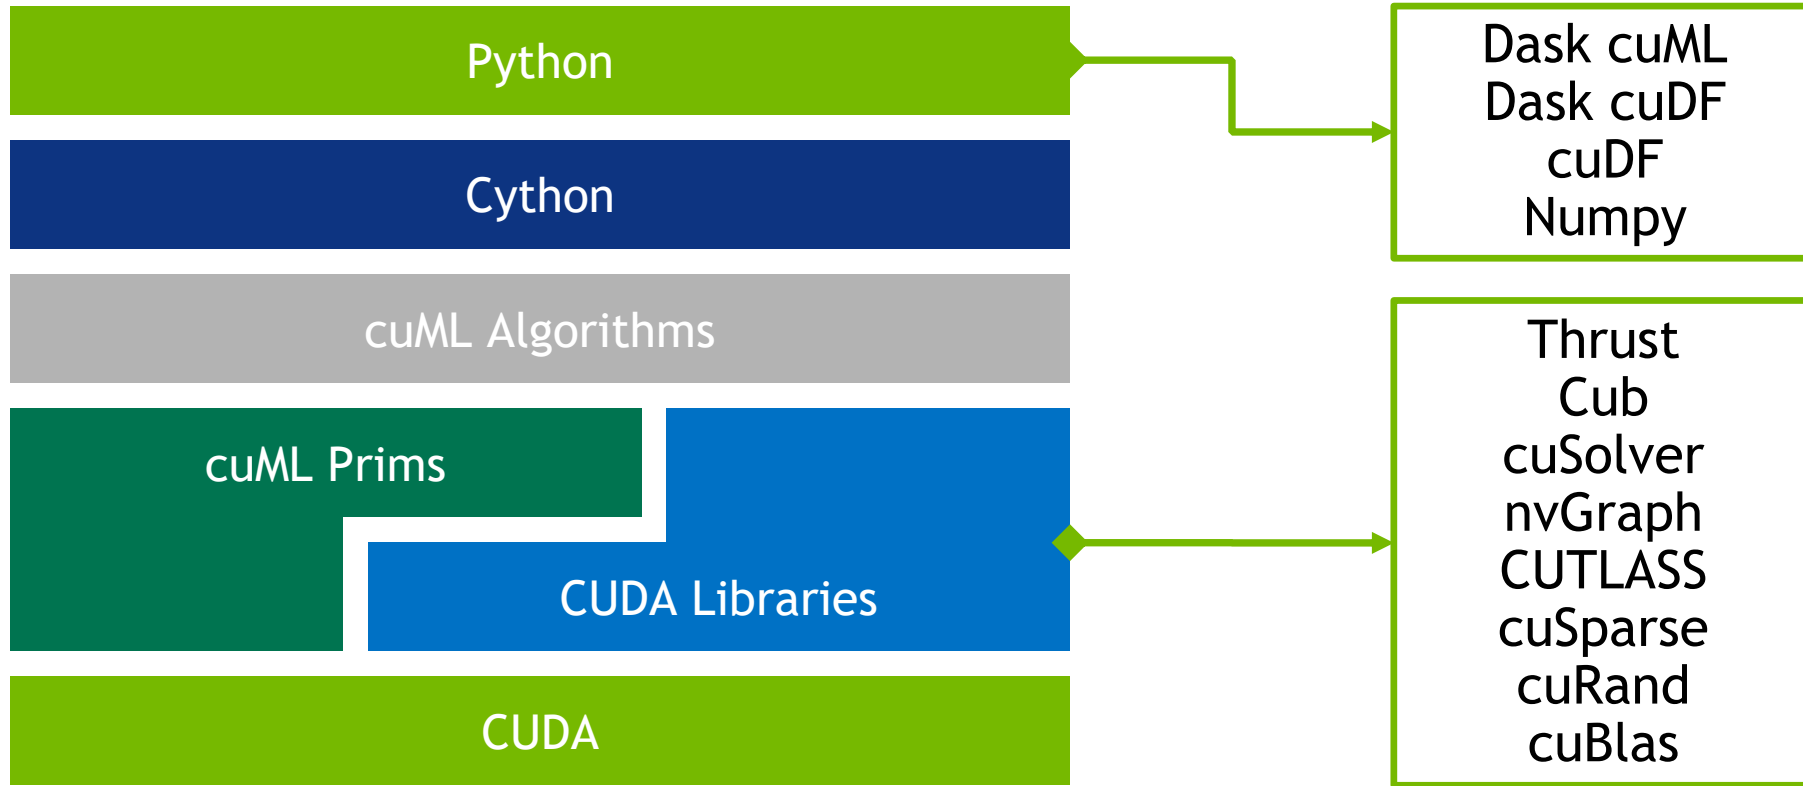 Python
Cython
cuML Algorithms
cuML Prims
CUDA Libraries
CUDA
Dask cuML
Dask cuDF
cuDF
Numpy
Thrust
Cub
cuSolver
nvGraph
CUTLASS
cuSparse
cuRand
cuBlas